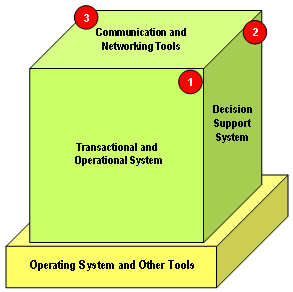 3
Communication and
Networking Tools
2
1
Decision
Support
System
Transactional and
Operational System
Operating System and Other Tools